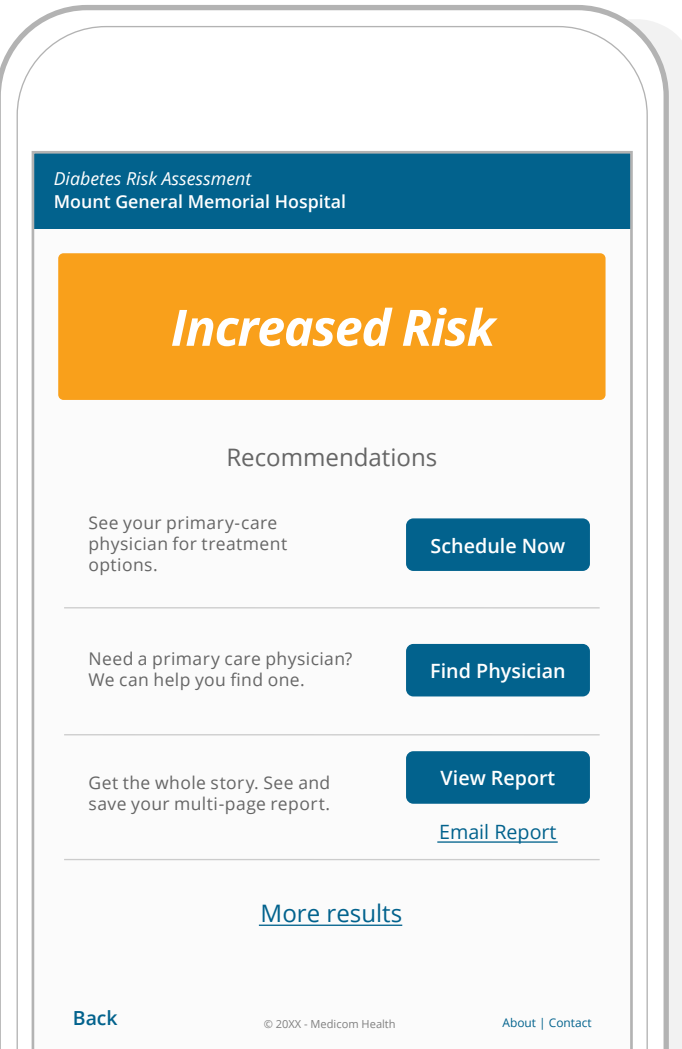 Diabetes Risk Assessment
Mount General Memorial Hospital
Increased Risk
Recommendations
See your primary-care
physician for treatment
options.
Schedule Now
Need a primary care physician?
We can help you find one.
Find Physician
Get the whole story. See and
save your multi-page report.
View Report
Email Report
More results
Back
© 20XX - Medicom Health
About | Contact